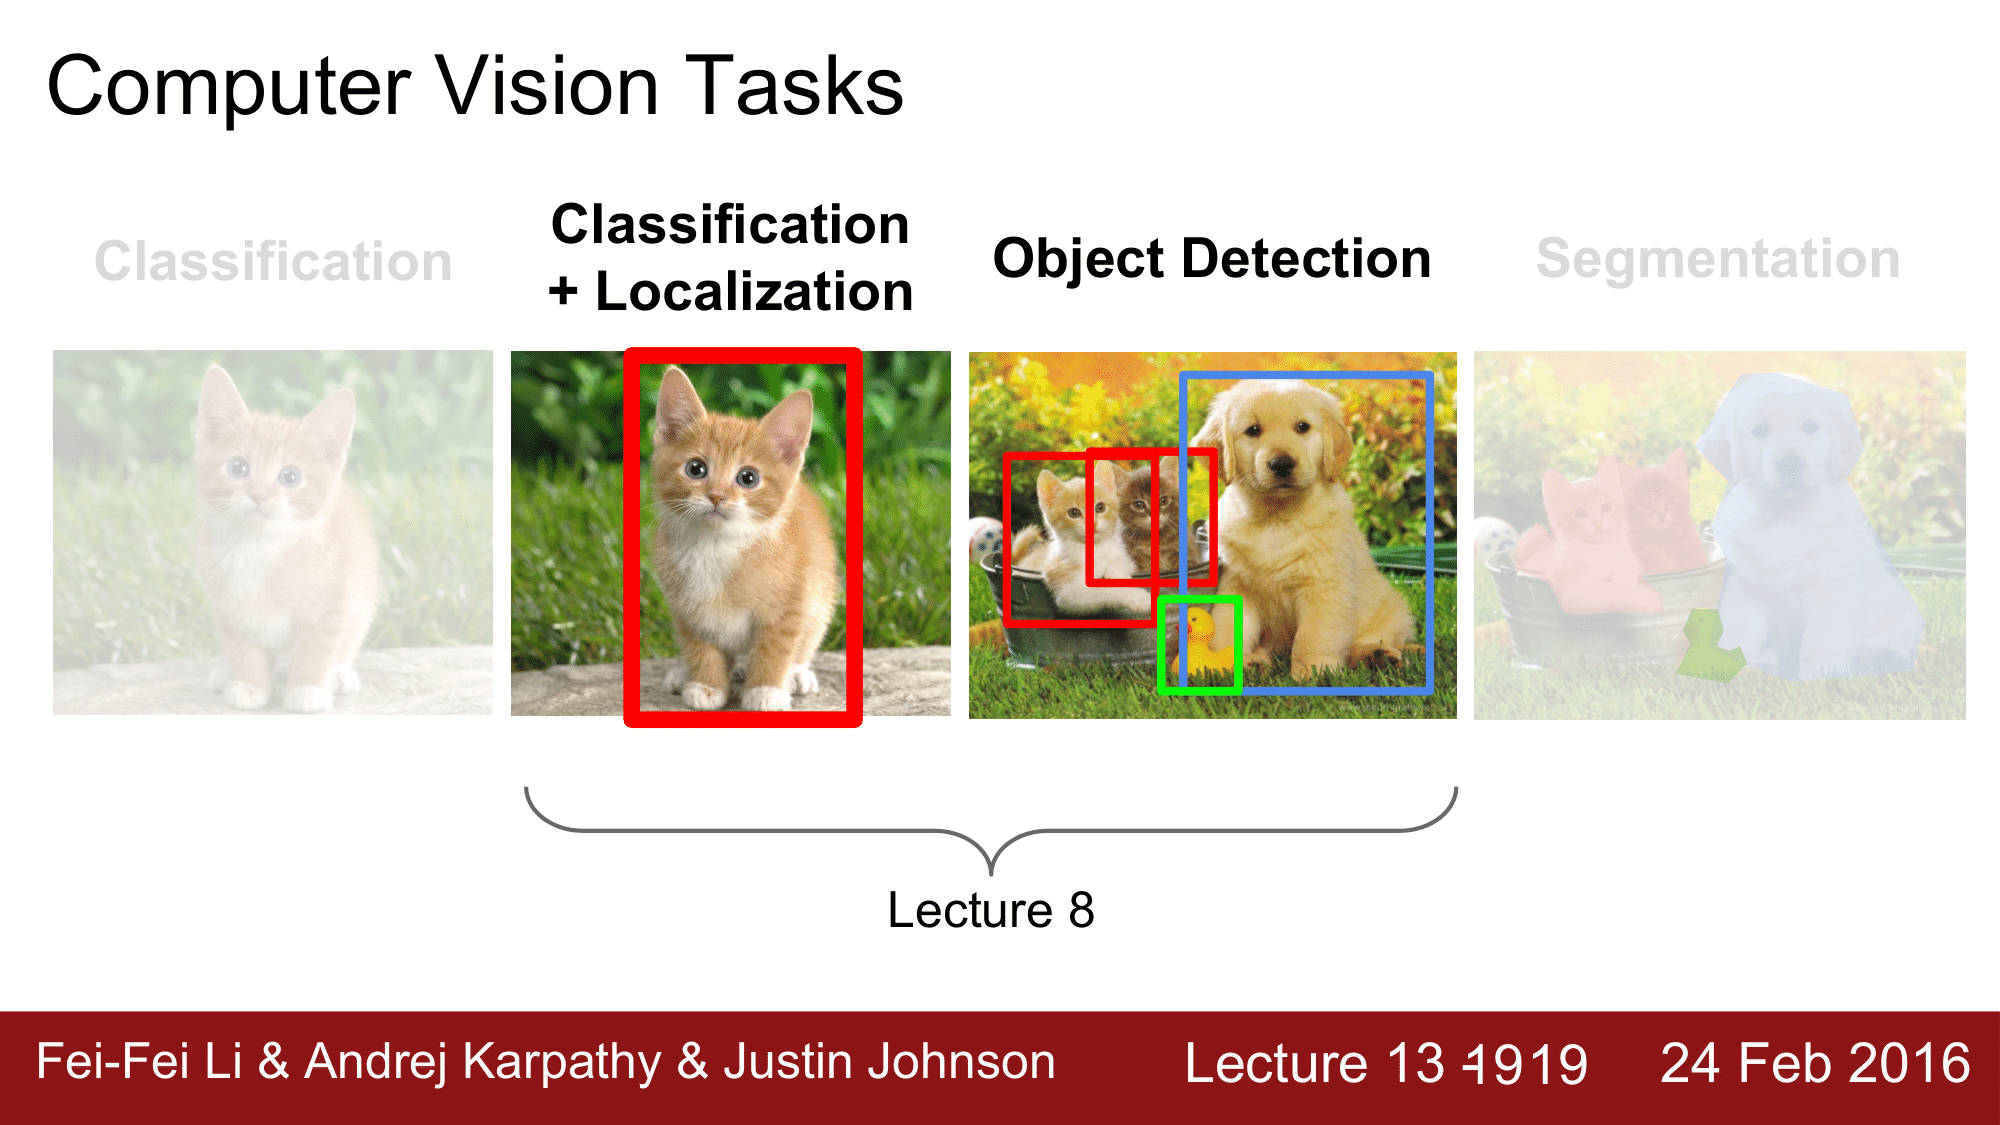 Computer Vision Tasks
Classification
Classification
+ Localization
Object Detection
Segmentation
Lecture 8
Fei-Fei Li & Andrej Karpathy & Justin Johnson
Lecture 13 -
1919
24 Feb 2016